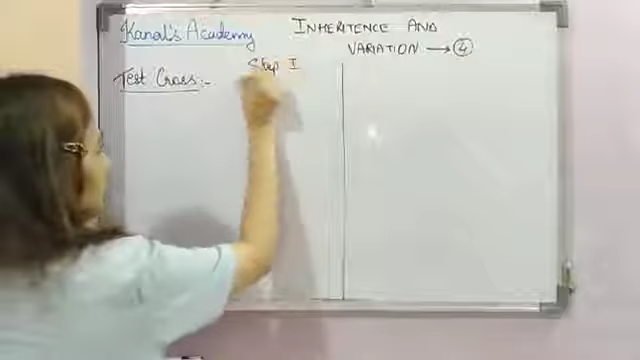 Kanal's Academy
INHERITENCE AND
VARIATION → ④
Step I
Test Cross:-